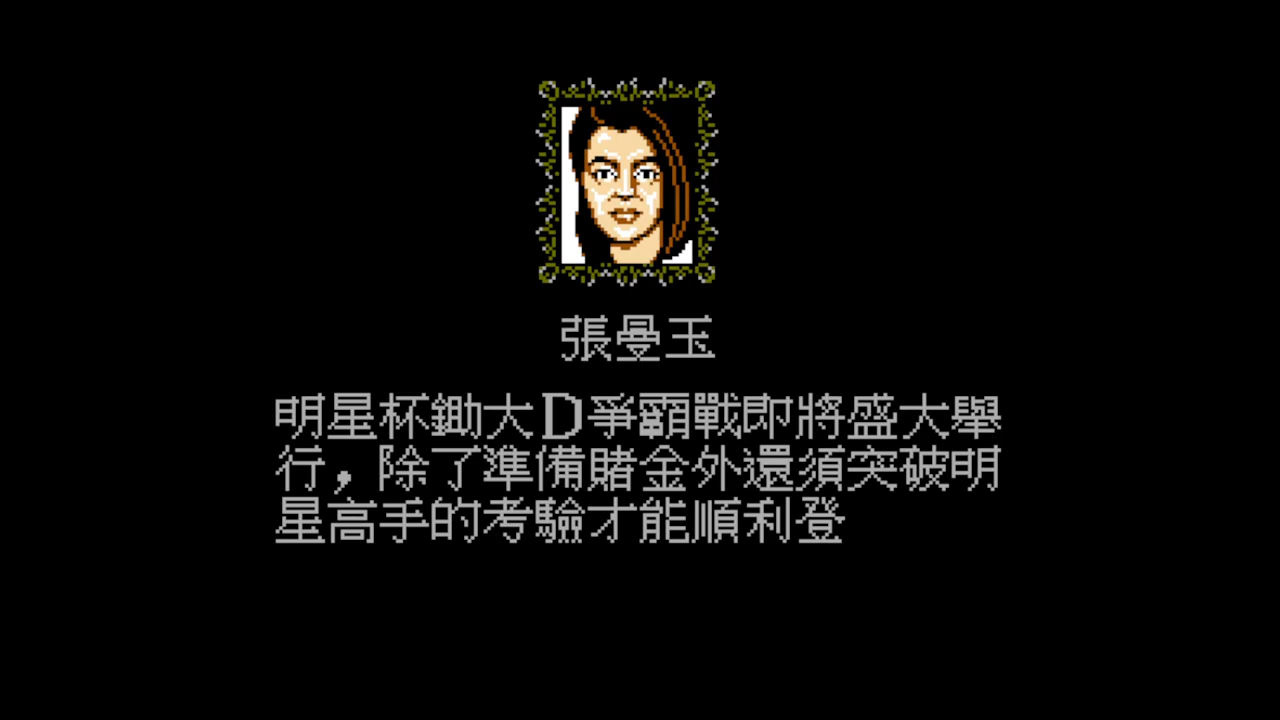 張曼玉
明星杯鋤大D爭霸戰即將盛大舉
行，除了準備賭金外還須突破明
星高手的考驗才能順利登